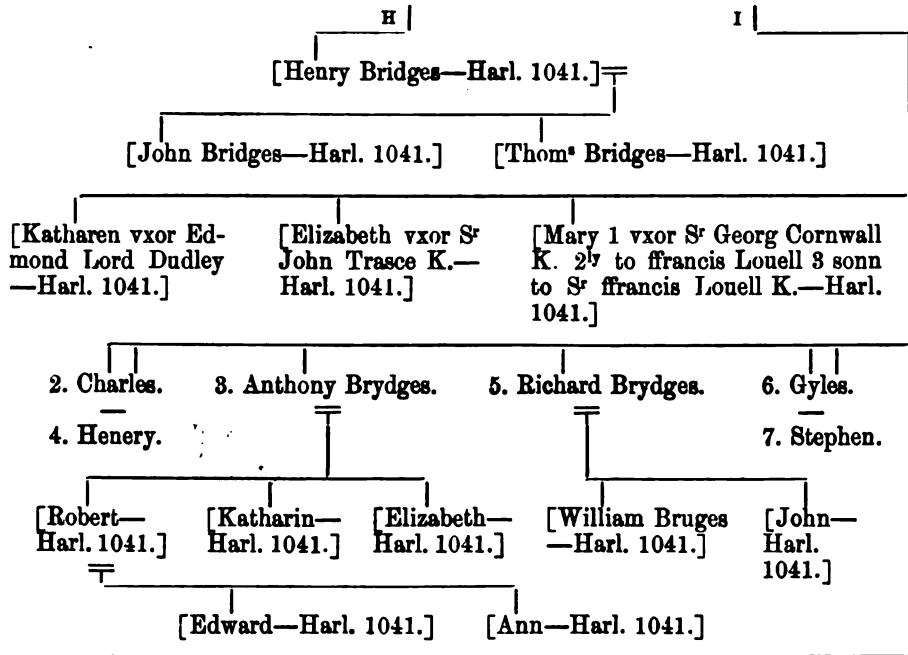 H I
[Henry Bridges—Harl. 1041.]
[John Bridges—Harl. 1041.] [Thomˢ Bridges—Harl. 1041.]
[Katharen vxor Ed-
mond Lord Dudley
—Harl. 1041.]
[Elizabeth vxor Sʳ
John Trasce K.—
Harl. 1041.]
[Mary 1 vxor Sʳ Georg Cornwall
K. 2ˡʸ to ffrancis Louell 3 sonn
to Sʳ ffrancis Louell K.—Harl.
1041.]
2. Charles. 3. Anthony Brydges. 5. Richard Brydges. 6. Gyles.
4. Henery. 7. Stephen.
[Robert—
Harl. 1041.]
[Katharin—
Harl. 1041.]
[Elizabeth—
Harl. 1041.]
[William Bruges
—Harl. 1041.]
[John—
Harl.
1041.]
[Edward—Harl. 1041.] [Ann—Harl. 1041.]